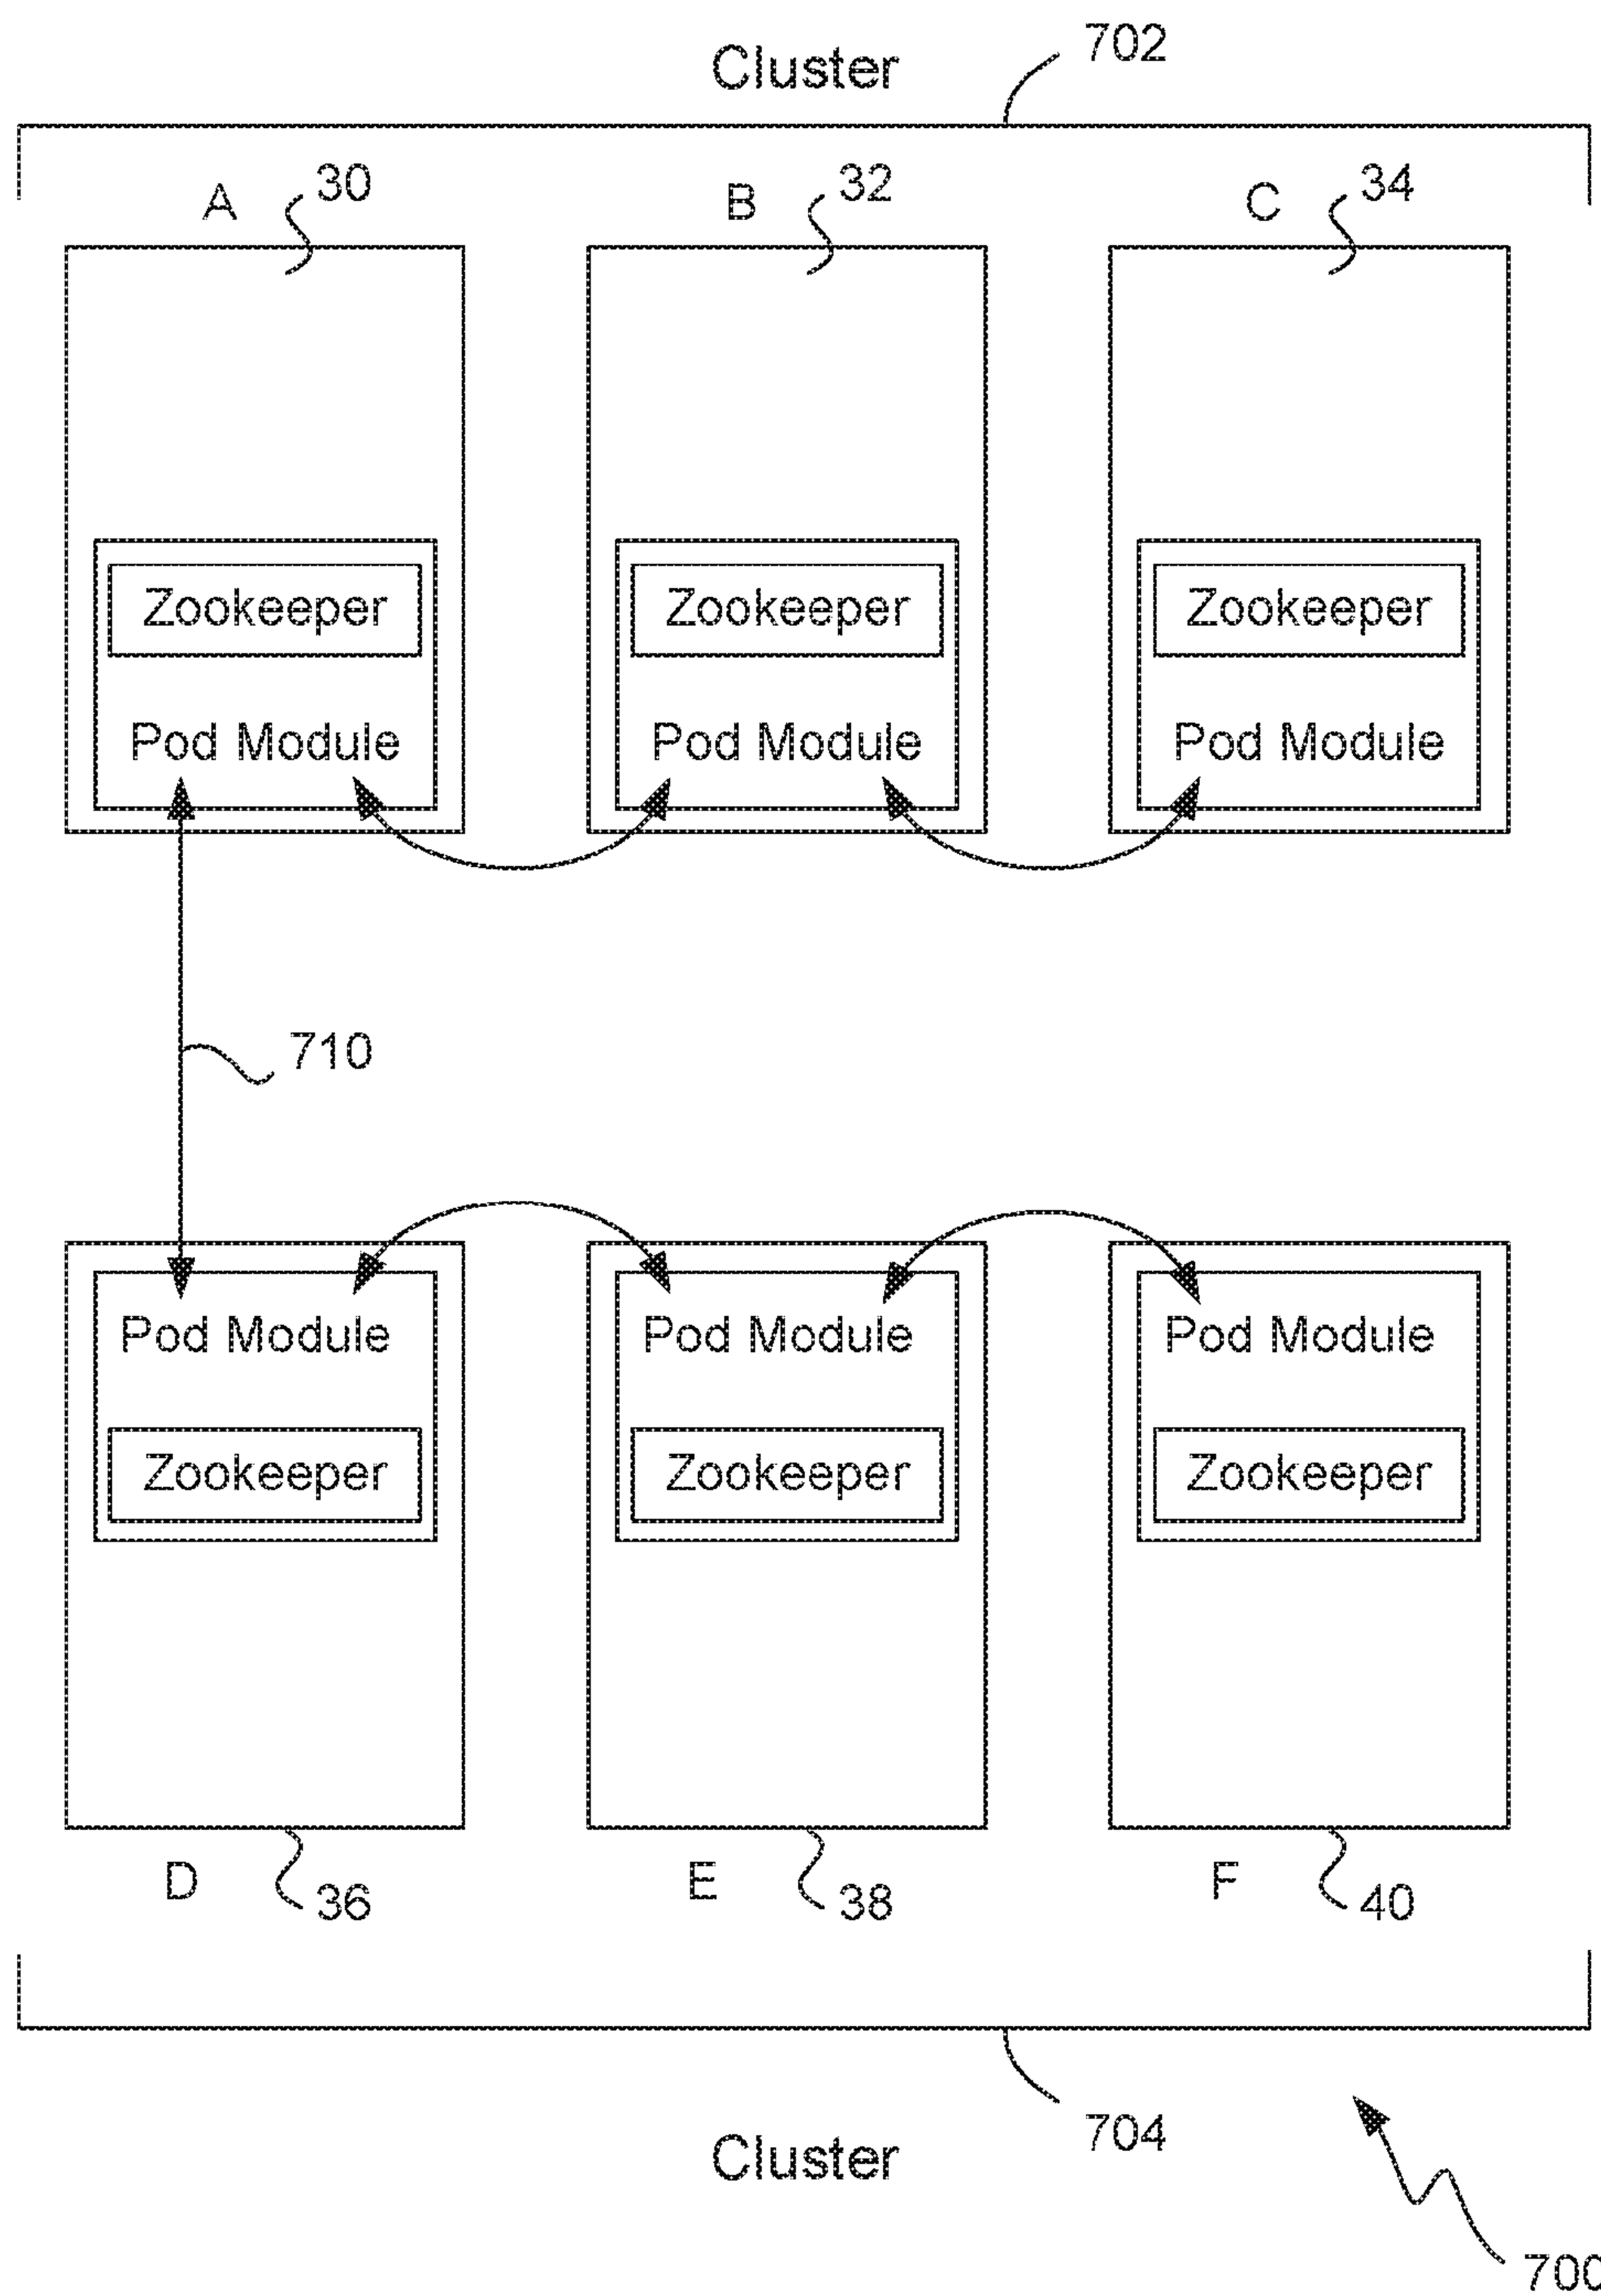 Cluster 702
A 30 B 32 C 34
Zookeeper Zookeeper Zookeeper
Pod Module Pod Module Pod Module
710
Pod Module Pod Module Pod Module
Zookeeper Zookeeper Zookeeper
D 36 E 38 F 40
704
Cluster
700